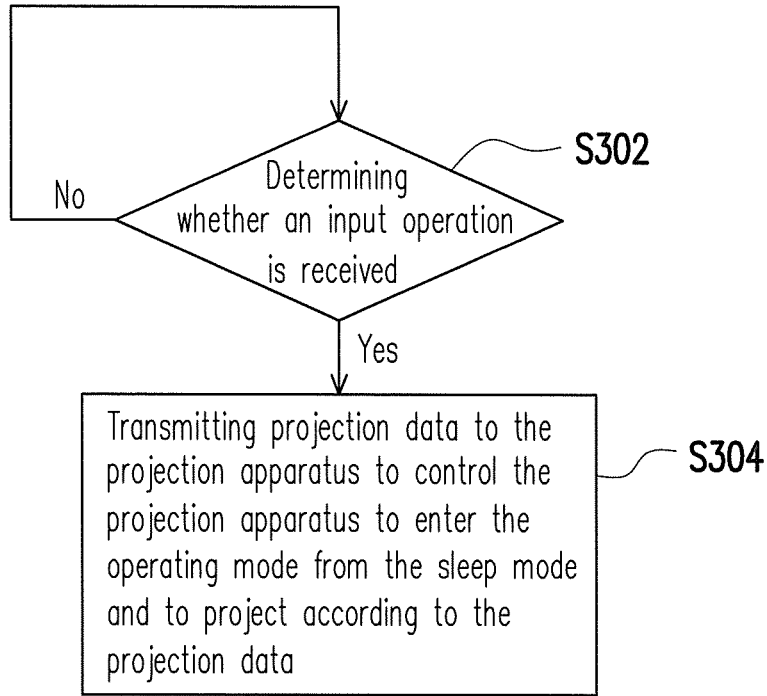 S302
Determining
whether an input operation
is received
No
Yes
Transmitting projection data to the
projection apparatus to control the
projection apparatus to enter the
operating mode from the sleep mode
and to project according to the
projection data
S304